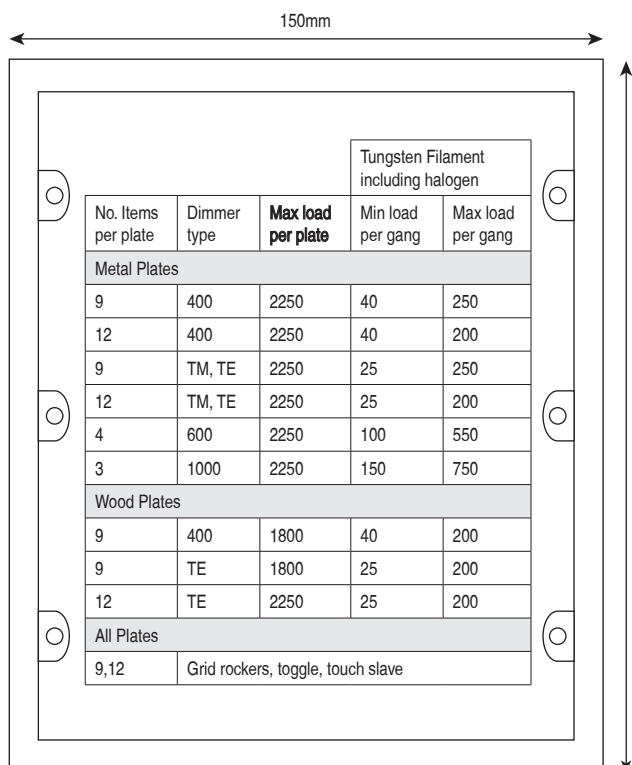 150mm
Tungsten Filament
including halogen
No. Items per plate Dimmer type Max load per plate Min load per gang Max load per gang
Metal Plates
9 400 2250 40 250
12 400 2250 40 200
9 TM, TE 2250 25 250
12 TM, TE 2250 25 200
4 600 2250 100 550
3 1000 2250 150 750
Wood Plates
9 400 1800 40 200
9 TE 1800 25 200
12 TE 2250 25 200
All Plates
9,12 Grid rockers, toggle, touch slave